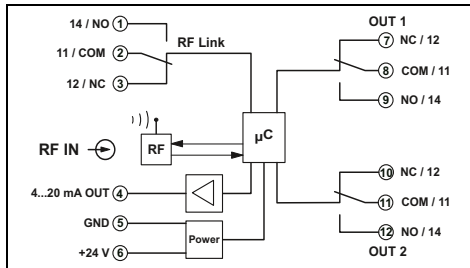 14 / NO 1
11 / COM 2
12 / NC 3
RF Link
RF IN
RF
µC
4...20 mA OUT 4
GND 5
+24 V 6
Power
OUT 1
7 NC / 12
8 COM / 11
9 NO / 14
10 NC / 12
11 COM / 11
12 NO / 14
OUT 2